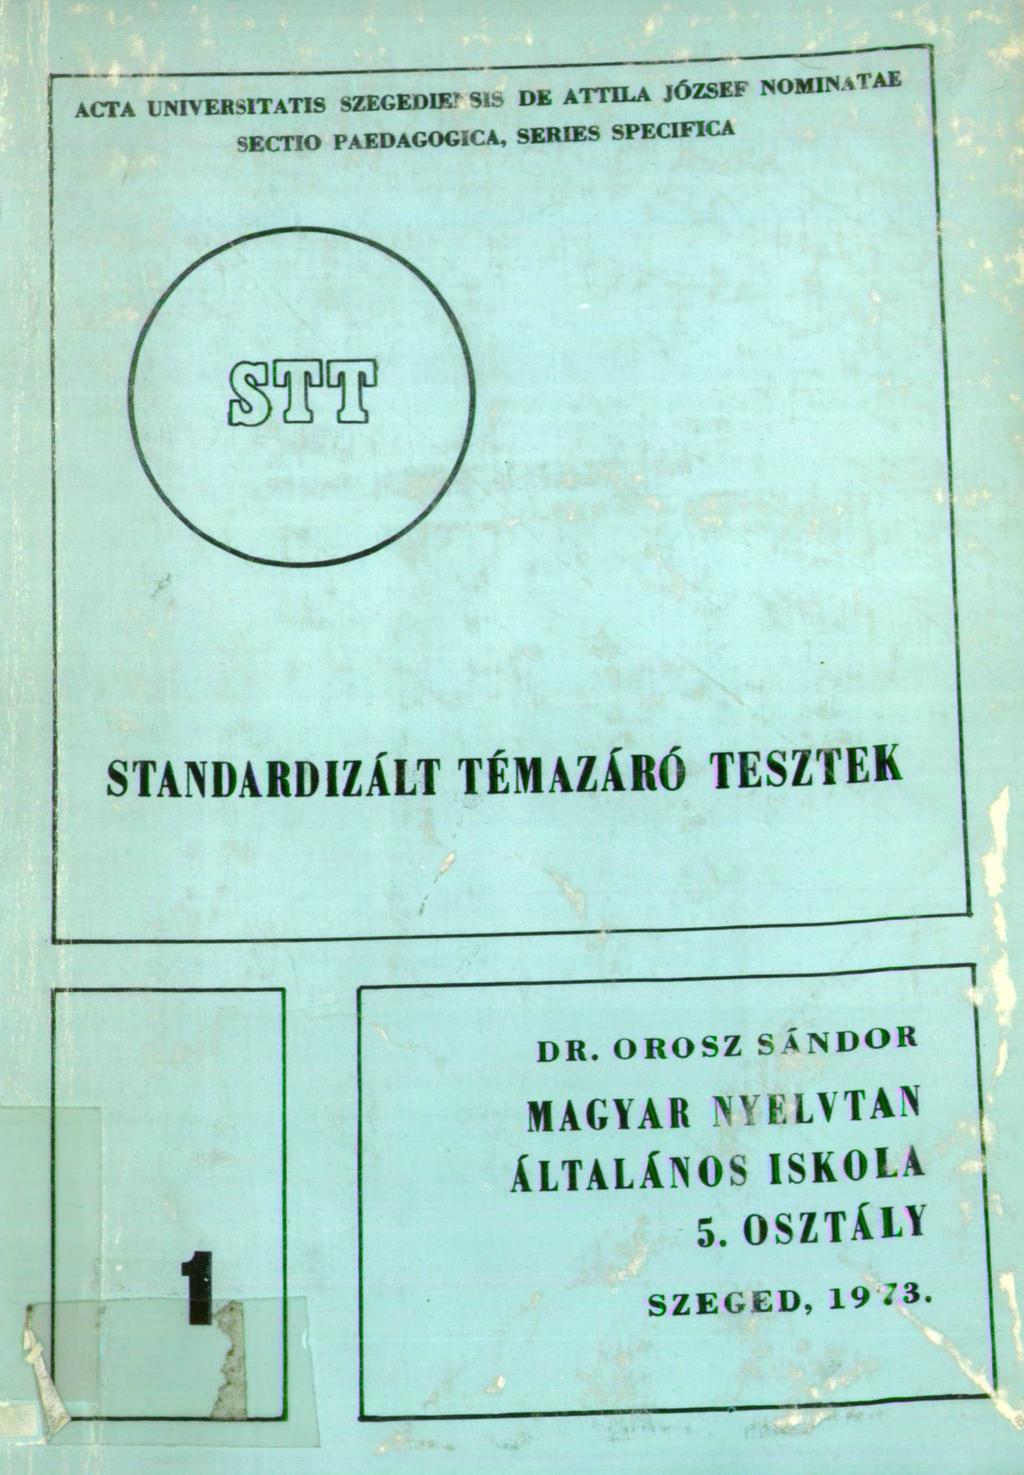 ACTA UNIVERSITATIS SZEGEDIENSIS DE ATTILA JÓZSEF NOMINATAE
SECTIO PAEDAGOGICA, SERIES SPECIFICA
STT
STANDARDIZÁLT TÉMAZÁRÓ TESZTEK
1
DR. OROSZ SÁNDOR
MAGYAR NYELVTAN
ÁLTALÁNOS ISKOLA
5. OSZTÁLY
SZEGED, 1973.